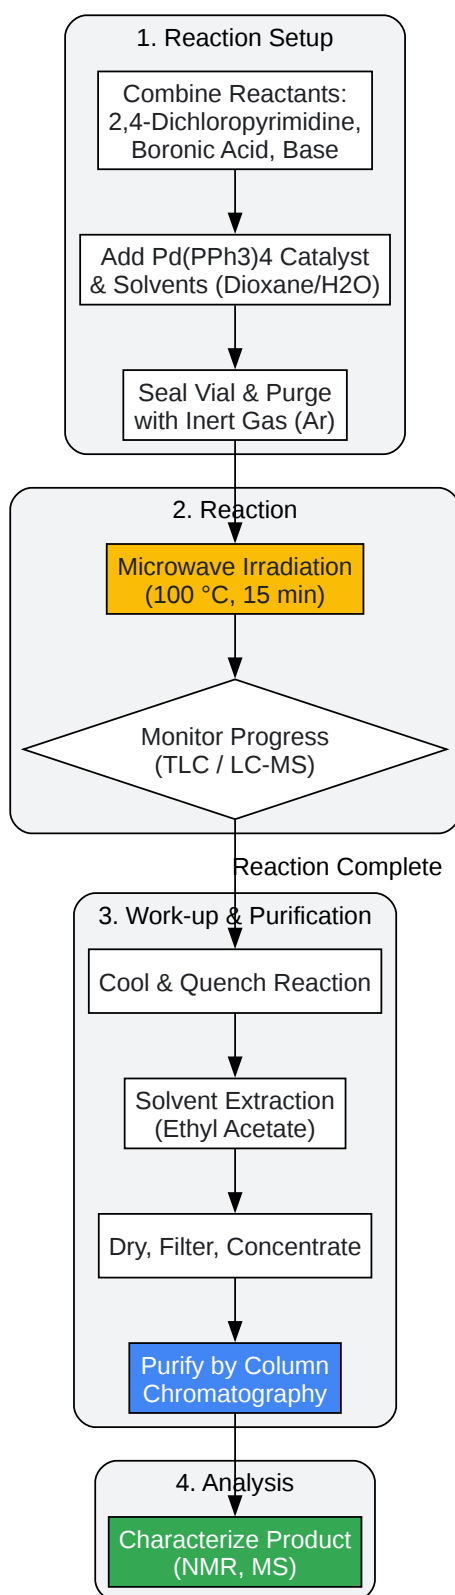 1. Reaction Setup
Combine Reactants:
2,4-Dichloropyrimidine,
Boronic Acid, Base
Add Pd(PPh3)4 Catalyst
& Solvents (Dioxane/H2O)
Seal Vial & Purge
with Inert Gas (Ar)
2. Reaction
Microwave Irradiation
(100 °C, 15 min)
Monitor Progress
(TLC / LC-MS)
Reaction Complete
3. Work-up & Purification
Cool & Quench Reaction
Solvent Extraction
(Ethyl Acetate)
Dry, Filter, Concentrate
Purify by Column
Chromatography
4. Analysis
Characterize Product
(NMR, MS)